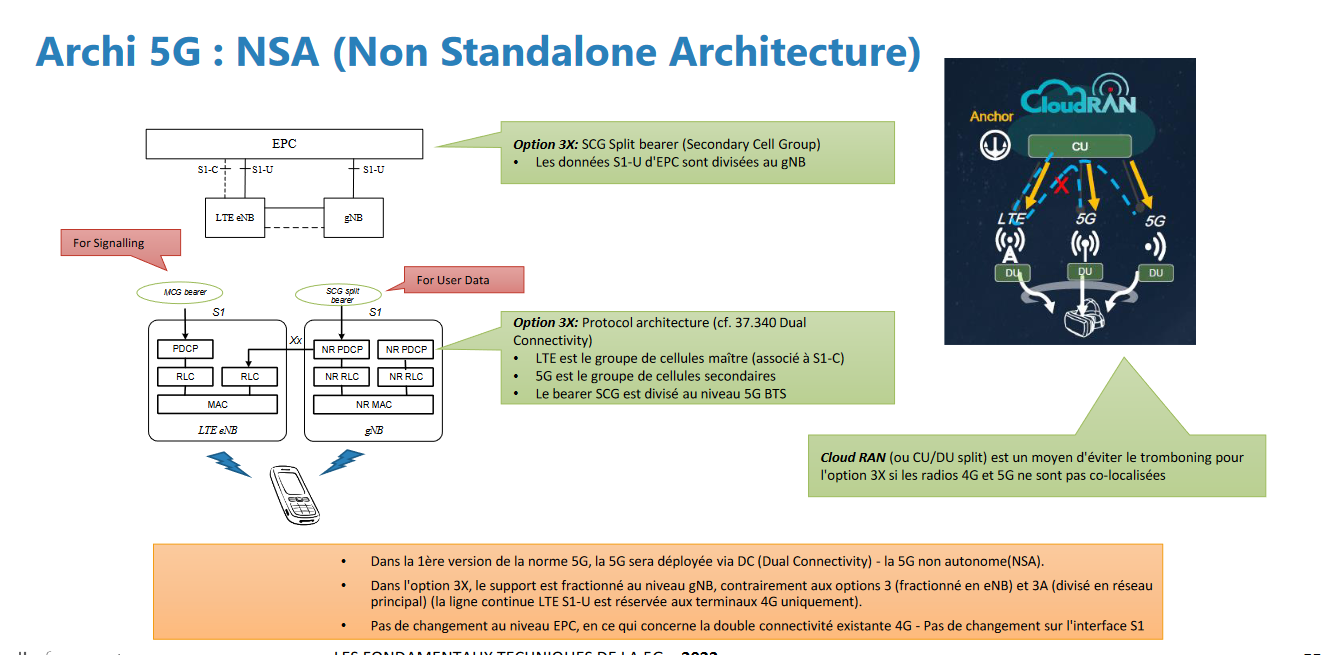 Archi 5G : NSA (Non Standalone Architecture)
CloudRAN
Anchor
CU
LTE
5G
5G
DU
DU
DU
EPC
S1-C
S1-U
S1-U
LTE eNB
gNB
Option 3X: SCG Split bearer (Secondary Cell Group)
• Les données S1-U d'EPC sont divisées au gNB
For Signalling
For User Data
MCG bearer
SCG split
bearer
S1
S1
Xx
PDCP
NR PDCP
NR PDCP
RLC
RLC
NR RLC
NR RLC
MAC
NR MAC
LTE eNB
gNB
Option 3X: Protocol architecture (cf. 37.340 Dual
Connectivity)
• LTE est le groupe de cellules maître (associé à S1-C)
• 5G est le groupe de cellules secondaires
• Le bearer SCG est divisé au niveau 5G BTS
Cloud RAN (ou CU/DU split) est un moyen d'éviter le tromboning pour
l'option 3X si les radios 4G et 5G ne sont pas co-localisées
• Dans la 1ère version de la norme 5G, la 5G sera déployée via DC (Dual Connectivity) - la 5G non autonome(NSA).
• Dans l'option 3X, le support est fractionné au niveau gNB, contrairement aux options 3 (fractionné en eNB) et 3A (divisé en réseau
principal) (la ligne continue LTE S1-U est réservée aux terminaux 4G uniquement).
• Pas de changement au niveau EPC, en ce qui concerne la double connectivité existante 4G - Pas de changement sur l'interface S1
LES FONDAMENTAUX TECHNIQUES DE LA 5G - 2022